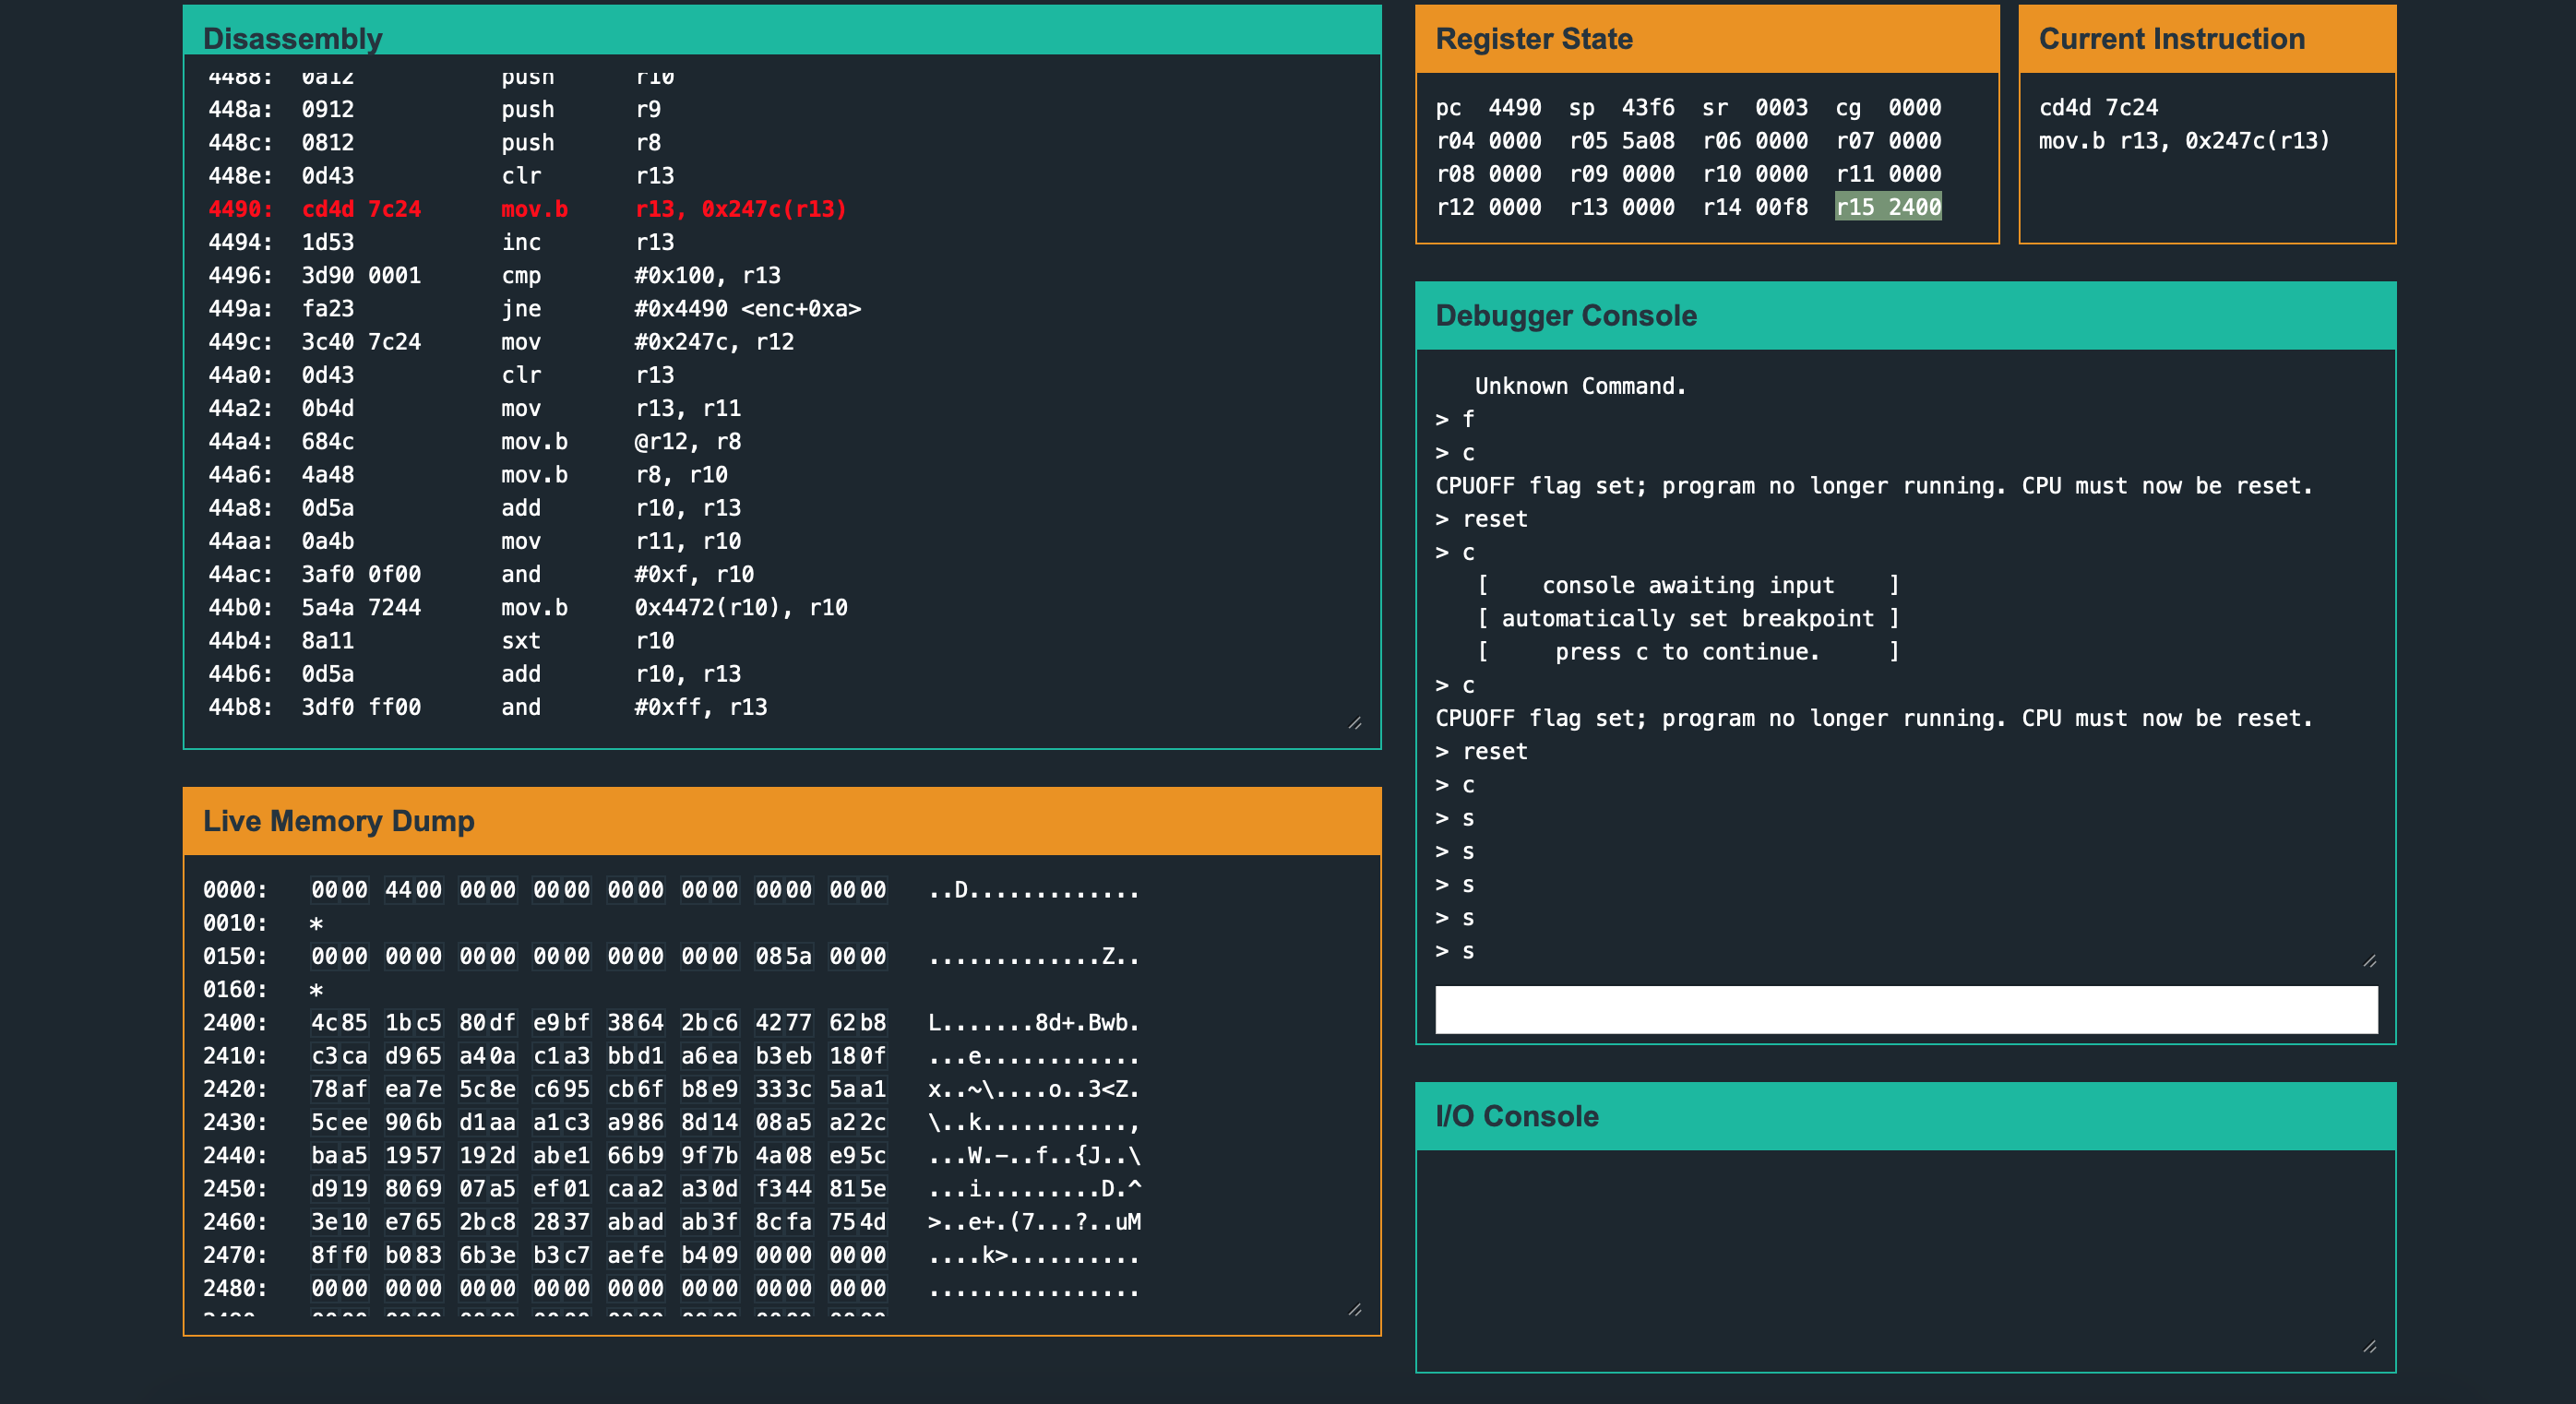 Disassembly
4488: 0a12 push r10
448a: 0912 push r9
448c: 0812 push r8
448e: 0d43 clr r13
4490: cd4d 7c24 mov.b r13, 0x247c(r13)
4494: 1d53 inc r13
4496: 3d90 0001 cmp #0x100, r13
449a: fa23 jne #0x4490 <enc+0xa>
449c: 3c40 7c24 mov #0x247c, r12
44a0: 0d43 clr r13
44a2: 0b4d mov r13, r11
44a4: 684c mov.b @r12, r8
44a6: 4a48 mov.b r8, r10
44a8: 0d5a add r10, r13
44aa: 0a4b mov r11, r10
44ac: 3af0 0f00 and #0xf, r10
44b0: 5a4a 7244 mov.b 0x4472(r10), r10
44b4: 8a11 sxt r10
44b6: 0d5a add r10, r13
44b8: 3df0 ff00 and #0xff, r13
Live Memory Dump
0000: 0000 4400 0000 0000 0000 0000 0000 0000 ..D.............
0010: *
0150: 0000 0000 0000 0000 0000 0000 085a 0000 .............Z..
0160: *
2400: 4c85 1bc5 80df e9bf 3864 2bc6 4277 62b8 L.......8d+.Bwb.
2410: c3ca d965 a40a c1a3 bbd1 a6ea b3eb 180f ...e............
2420: 78af ea7e 5c8e c695 cb6f b8e9 333c 5aa1 x..~\....o..3<Z.
2430: 5cee 906b d1aa a1c3 a986 8d14 08a5 a22c \..k...........,
2440: baa5 1957 192d abe1 66b9 9f7b 4a08 e95c ...W.-..f..{J..\
2450: d919 8069 07a5 ef01 caa2 a30d f344 815e ...i.........D.^
2460: 3e10 e765 2bc8 2837 abad ab3f 8cfa 754d >..e+.(7...?..uM
2470: 8ff0 b083 6b3e b3c7 aefe b409 0000 0000 ....k>..........
2480: 0000 0000 0000 0000 0000 0000 0000 0000 ................
Register State
pc 4490 sp 43f6 sr 0003 cg 0000
r04 0000 r05 5a08 r06 0000 r07 0000
r08 0000 r09 0000 r10 0000 r11 0000
r12 0000 r13 0000 r14 00f8 r15 2400
Current Instruction
cd4d 7c24
mov.b r13, 0x247c(r13)
Debugger Console
Unknown Command.
> f
> c
CPUOFF flag set; program no longer running. CPU must now be reset.
> reset
> c
[ console awaiting input ]
[ automatically set breakpoint ]
[ press c to continue. ]
> c
CPUOFF flag set; program no longer running. CPU must now be reset.
> reset
> c
> s
> s
> s
> s
> s
I/O Console